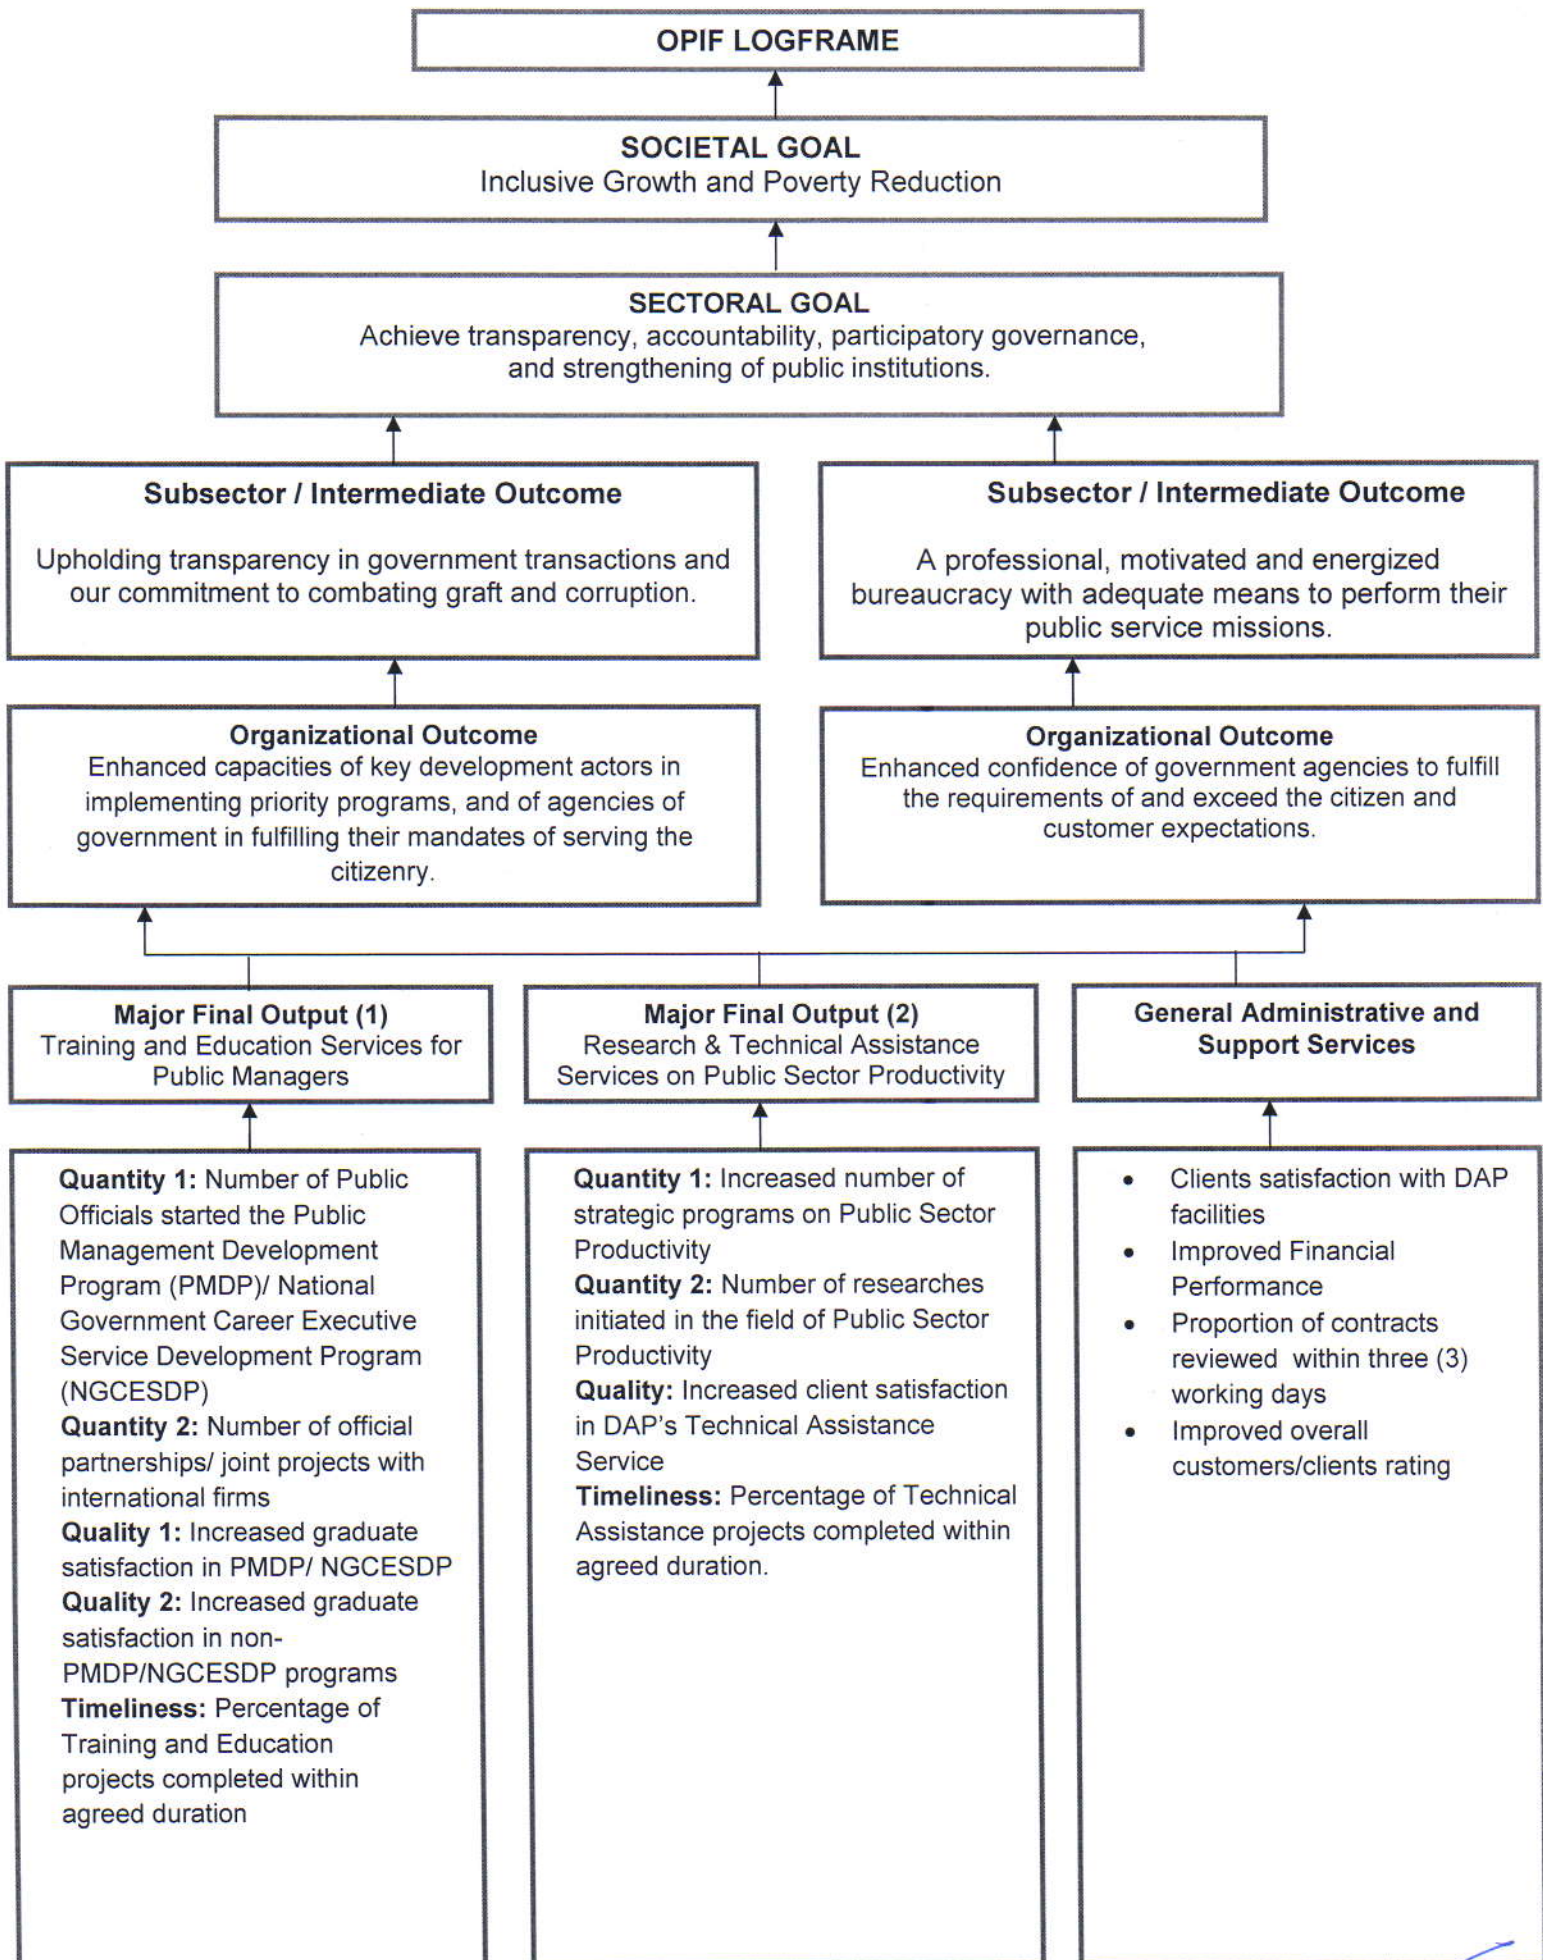 OPIF LOGFRAME
SOCIETAL GOAL
Inclusive Growth and Poverty Reduction
SECTORAL GOAL
Achieve transparency, accountability, participatory governance,
and strengthening of public institutions.
Subsector / Intermediate Outcome
Upholding transparency in government transactions and
our commitment to combating graft and corruption.
Subsector / Intermediate Outcome
A professional, motivated and energized
bureaucracy with adequate means to perform their
public service missions.
Organizational Outcome
Enhanced capacities of key development actors in
implementing priority programs, and of agencies of
government in fulfilling their mandates of serving the
citizenry.
Organizational Outcome
Enhanced confidence of government agencies to fulfill
the requirements of and exceed the citizen and
customer expectations.
Major Final Output (1)
Training and Education Services for
Public Managers
Major Final Output (2)
Research & Technical Assistance
Services on Public Sector Productivity
General Administrative and
Support Services
Quantity 1: Number of Public
Officials started the Public
Management Development
Program (PMDP)/ National
Government Career Executive
Service Development Program
(NGCESDP)
Quantity 2: Number of official
partnerships/ joint projects with
international firms
Quality 1: Increased graduate
satisfaction in PMDP/ NGCESDP
Quality 2: Increased graduate
satisfaction in non-
PMDP/NGCESDP programs
Timeliness: Percentage of
Training and Education
projects completed within
agreed duration
Quantity 1: Increased number of
strategic programs on Public Sector
Productivity
Quantity 2: Number of researches
initiated in the field of Public Sector
Productivity
Quality: Increased client satisfaction
in DAP's Technical Assistance
Service
Timeliness: Percentage of Technical
Assistance projects completed within
agreed duration.
• Clients satisfaction with DAP
facilities
• Improved Financial
Performance
• Proportion of contracts
reviewed within three (3)
working days
• Improved overall
customers/clients rating